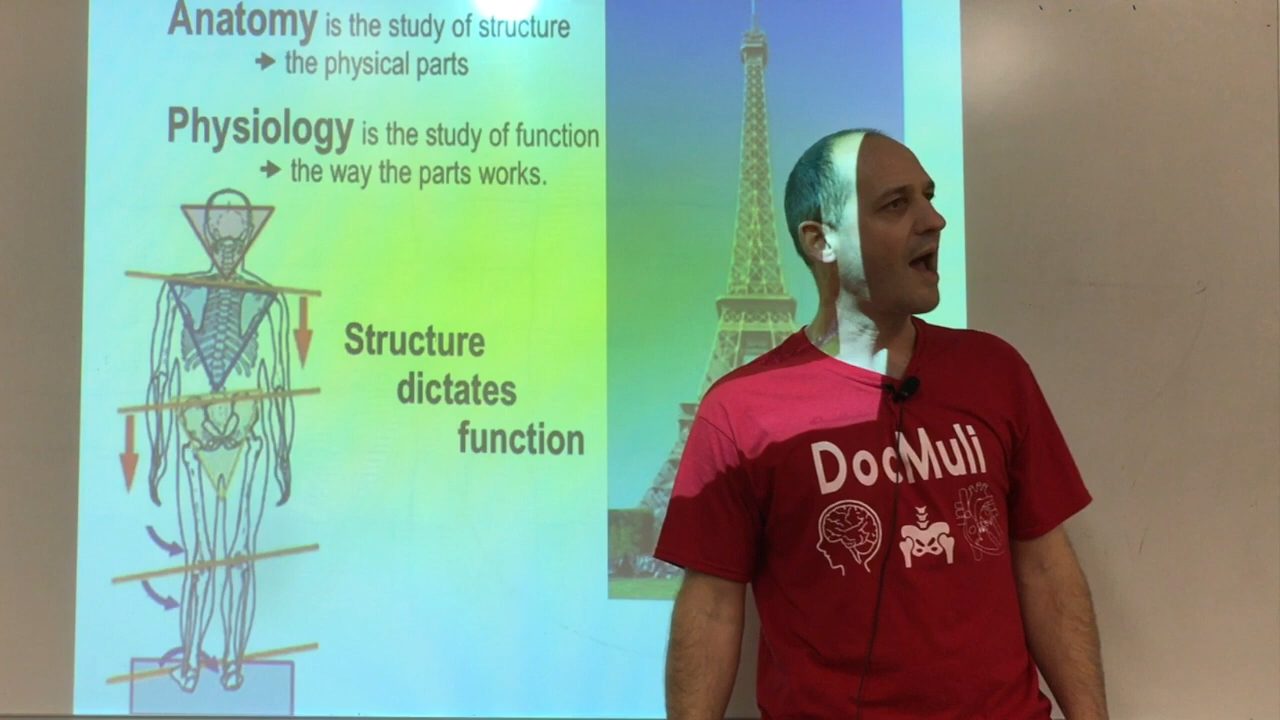 Anatomy is the study of structure
➔ the physical parts
Physiology is the study of function
➔ the way the parts works.
Structure
dictates
function
DocMuli